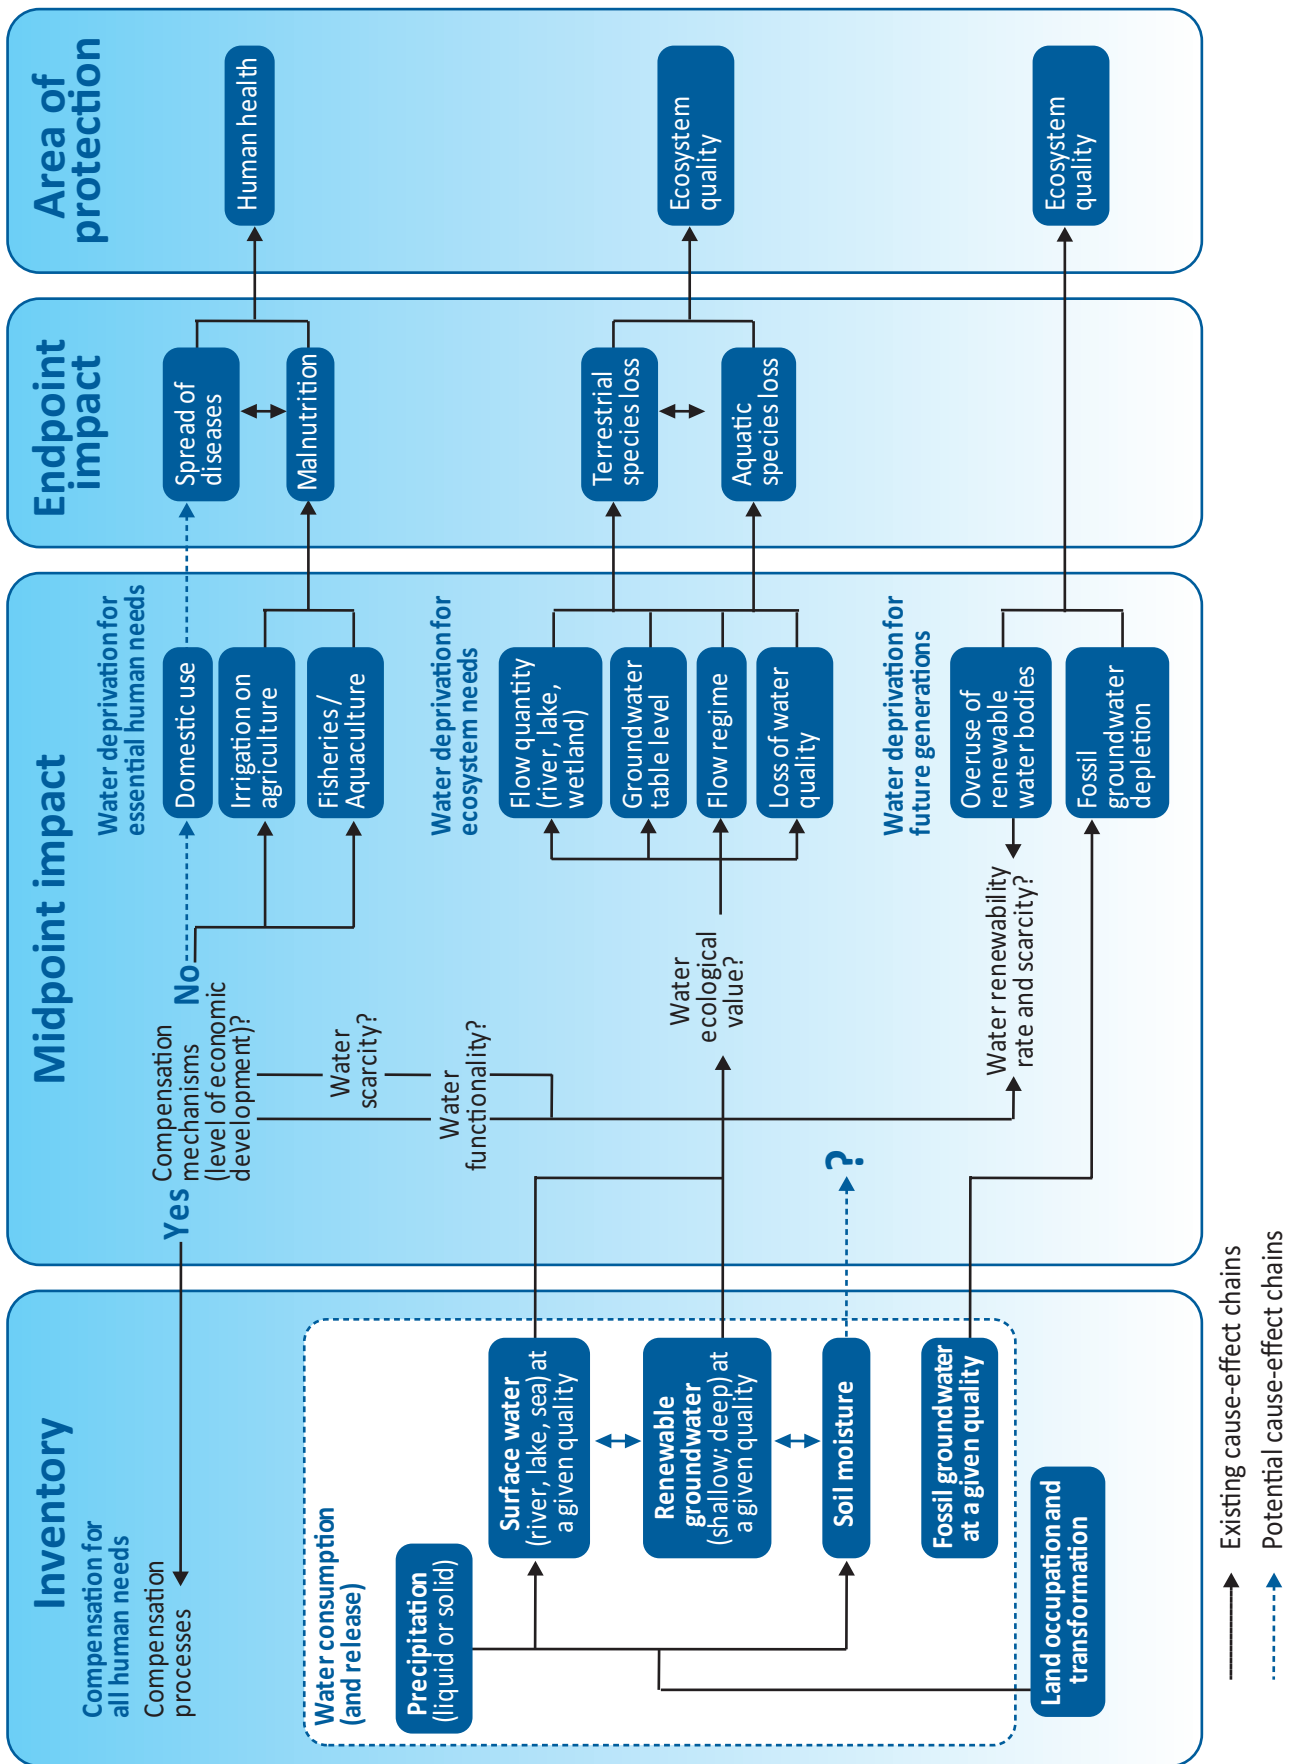 Inventory
Compensation for
all human needs
Compensation
processes
Water consumption
(and release)
Precipitation
(liquid or solid)
Surface water
(river, lake, sea) at
a given quality
Renewable
groundwater
(shallow; deep) at
a given quality
Soil moisture
Fossil groundwater
at a given quality
Land occupation and
transformation
Midpoint impact
Yes
Compensation
mechanisms
(level of economic
development)?
No
Water
scarcity?
Water
functionality?
Water
ecological
value?
?
Water renewability
rate and scarcity?
Water deprivation for
essential human needs
Domestic use
Irrigation on
agriculture
Fisheries /
Aquaculture
Water deprivation for
ecosystem needs
Flow quantity
(river, lake,
wetland)
Groundwater
table level
Flow regime
Loss of water
quality
Water deprivation for
future generations
Overuse of
renewable
water bodies
Fossil
groundwater
depletion
Endpoint
impact
Spread of
diseases
Malnutrition
Terrestrial
species loss
Aquatic
species loss
Area of
protection
Human health
Ecosystem
quality
Ecosystem
quality
Existing cause-effect chains
Potential cause-effect chains